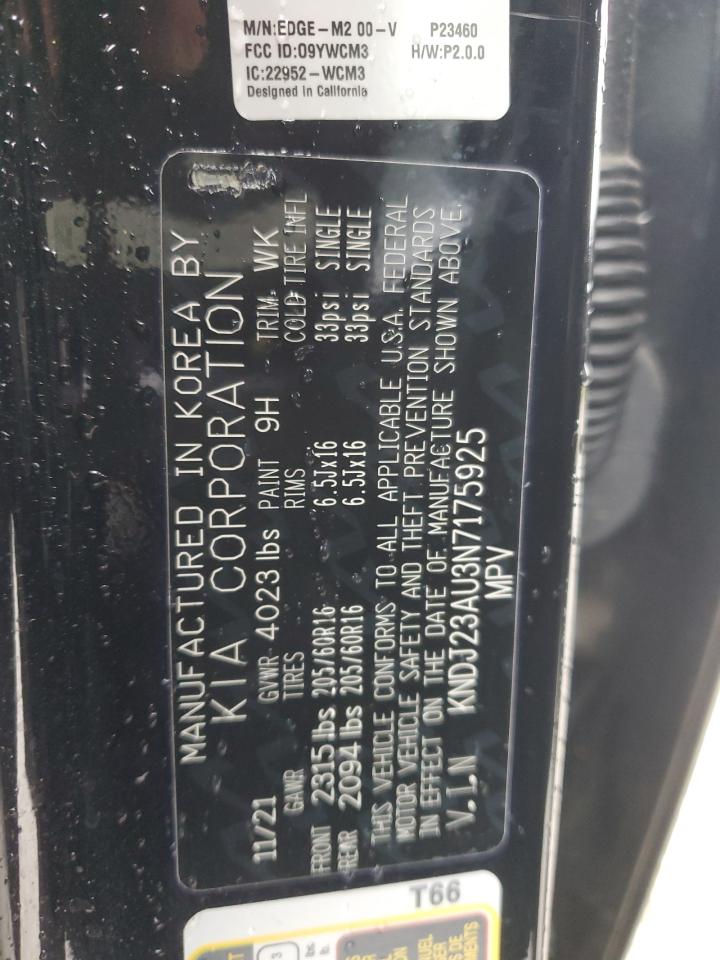 M/N:EDGE-M2 00-V P23460
FCC ID:O9YWCM3 H/W:P2.0.0
IC:22952-WCM3
Designed in California
MANUFACTURED IN KOREA BY
KIA CORPORATION
11/21 GVWR 4023 lbs PAINT 9H TRIM WK
GAWR TIRES RIMS COLD TIRE INFL
FRONT 2315 lbs 205/60R16 6.5Jx16 33psi SINGLE
REAR 2094 lbs 205/60R16 6.5Jx16 33psi SINGLE
THIS VEHICLE CONFORMS TO ALL APPLICABLE U.S.A. FEDERAL
MOTOR VEHICLE SAFETY AND THEFT PREVENTION STANDARDS
IN EFFECT ON THE DATE OF MANUFACTURE SHOWN ABOVE.
V.I.N KNDJ23AU3N7175925
MPV
T66